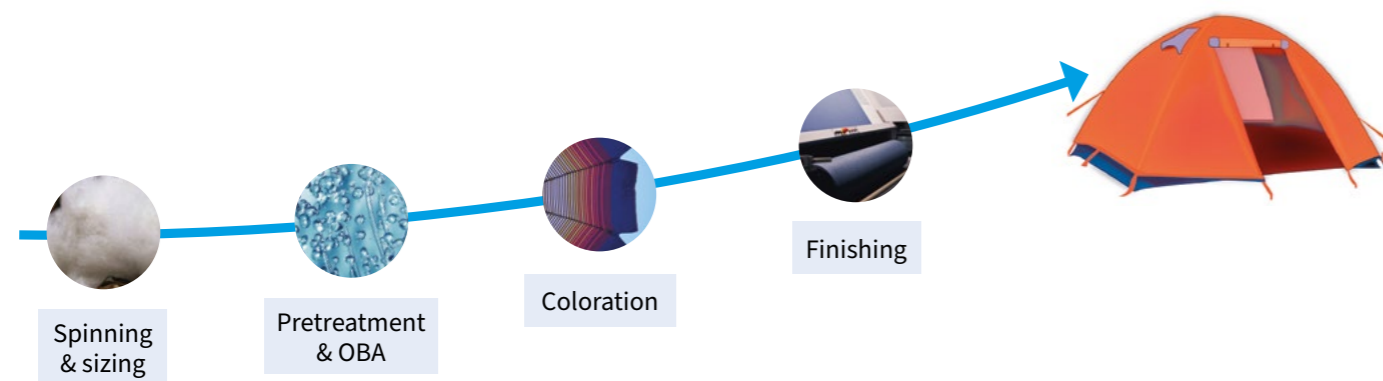 Spinning
& sizing
Pretreatment
& OBA
Coloration
Finishing